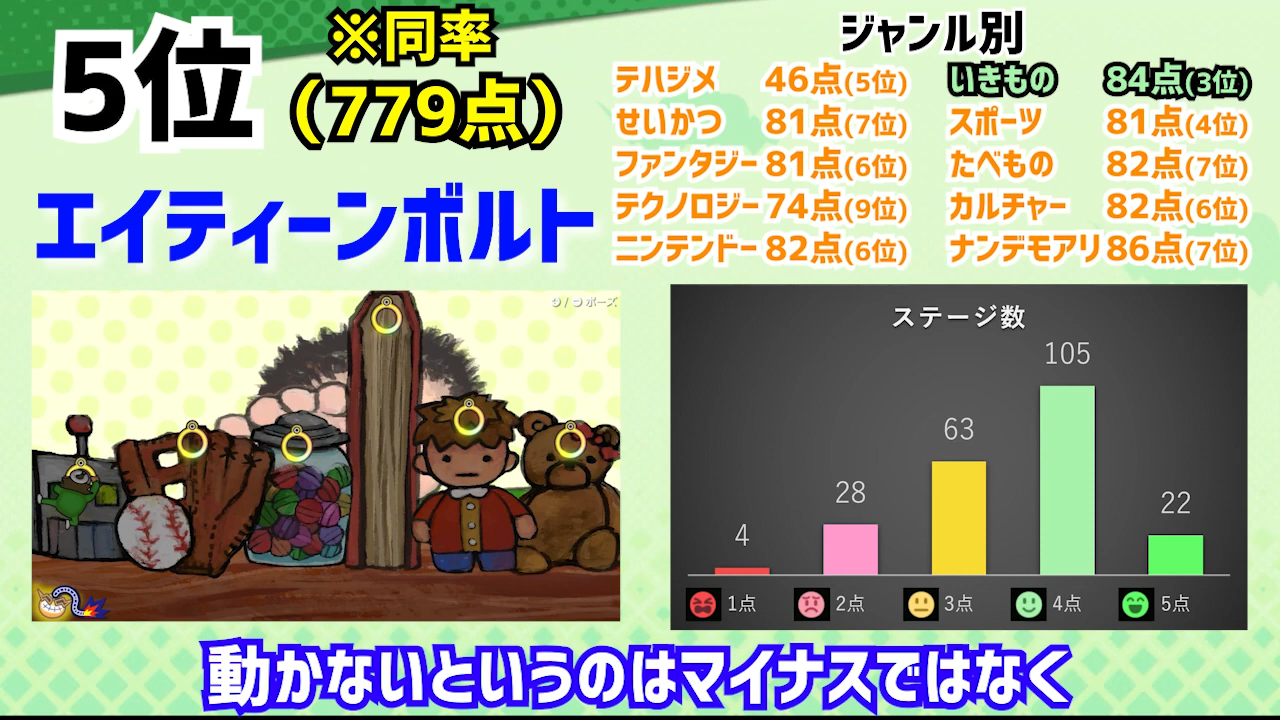 5位
※同率
(779点)
エイティーンボルト
ジャンル別
テハジメ 46点(5位)
せいかつ 81点(7位)
ファンタジー 81点(6位)
テクノロジー 74点(9位)
ニンテンドー 82点(6位)
いきもの 84点(3位)
スポーツ 81点(4位)
たべもの 82点(7位)
カルチャー 82点(6位)
ナンデモアリ 86点(7位)
ポーズ
ステージ数
4
28
63
105
22
1点
2点
3点
4点
5点
動かないというのはマイナスではなく